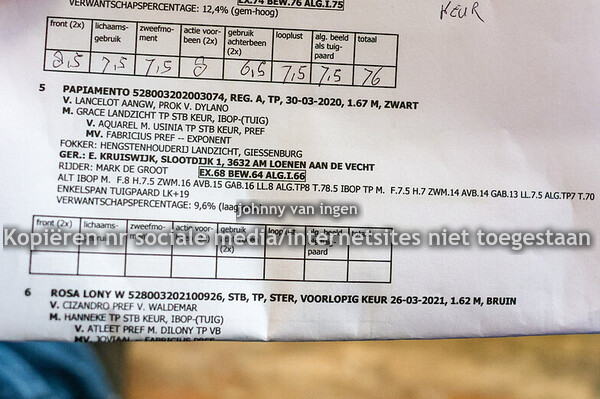 EX.74 BEW.76 ALG.I.75
VERWANTSCHAPSPERCENTAGE: 12,4% (gem-hoog)
KEUR
front (2x) lichaams-gebruik zweefmo-ment actie voor-been (2x) gebruik achterbeen (2x) looplust alg. beeld als tuig-paard totaal
8,5 7,5 7,5 8 6,5 7,5 7,5 76
5 PAPIAMENTO 528003202003074, REG. A, TP, 30-03-2020, 1.67 M, ZWART
V. LANCELOT AANGW, PROK V. DYLANO
M. GRACE LANDZICHT TP STB KEUR, IBOP-(TUIG)
V. AQUAREL M. USINIA TP STB KEUR, PREF
MV. FABRICIUS PREF -- EXPONENT
FOKKER: HENGSTENHOUDERIJ LANDZICHT, GIESSENBURG
GER.: E. KRUISWIJK, SLOOTDIJK 1, 3632 AM LOENEN AAN DE VECHT
RIJDER: MARK DE GROOT EX.68 BEW.64 ALG.I.66
ALT IBOP M. F.8 H.7.5 ZWM.16 AVB.15 GAB.16 LL.8 ALG.TP8 T.78.5 IBOP TP M. F.7.5 H.7 ZWM.14 AVB.14 GAB.13 LL.7.5 ALG.TP7 T.70
ENKELSPAN TUIGPAARD LK+19
VERWANTSCHAPSPERCENTAGE: 9,6% (laag
johnny van ingen
front (2x) lichaams- zweefmo- actie voor- gebruik looplust alg. beeld totaal
Kopiëren nr sociale media/internetsites niet toegestaan
6 ROSA LONY W 528003202100926, STB, TP, STER, VOORLOPIG KEUR 26-03-2021, 1.62 M, BRUIN
V. CIZANDRO PREF V. WALDEMAR
M. HANNEKE TP STB KEUR, IBOP-(TUIG)
V. ATLEET PREF M. DILONY TP VB
MV. JOVIAAL -- FABRICIUS PREF